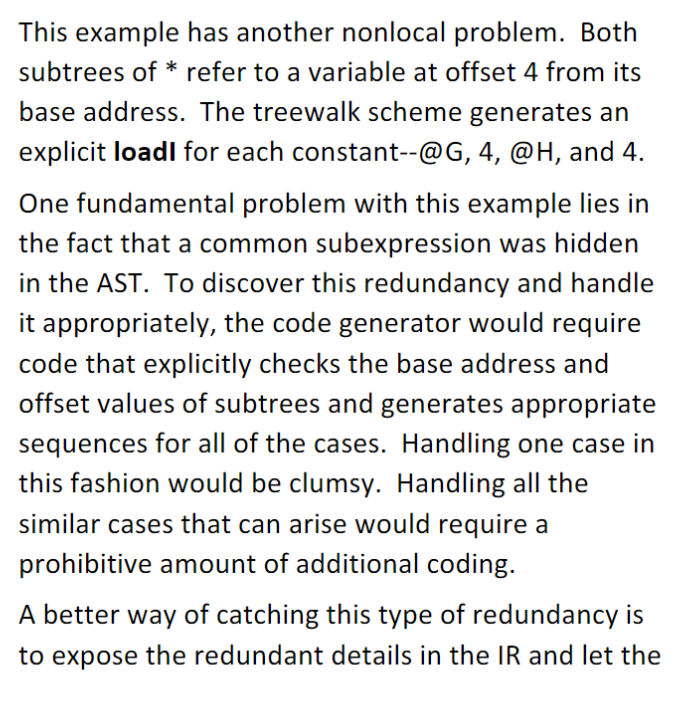 This example has another nonlocal problem.  Both
subtrees of * refer to a variable at offset 4 from its
base address.  The treewalk scheme generates an
explicit loadI for each constant--@G, 4, @H, and 4.
One fundamental problem with this example lies in
the fact that a common subexpression was hidden
in the AST.  To discover this redundancy and handle
it appropriately, the code generator would require
code that explicitly checks the base address and
offset values of subtrees and generates appropriate
sequences for all of the cases.  Handling one case in
this fashion would be clumsy.  Handling all the
similar cases that can arise would require a
prohibitive amount of additional coding.
A better way of catching this type of redundancy is
to expose the redundant details in the IR and let the